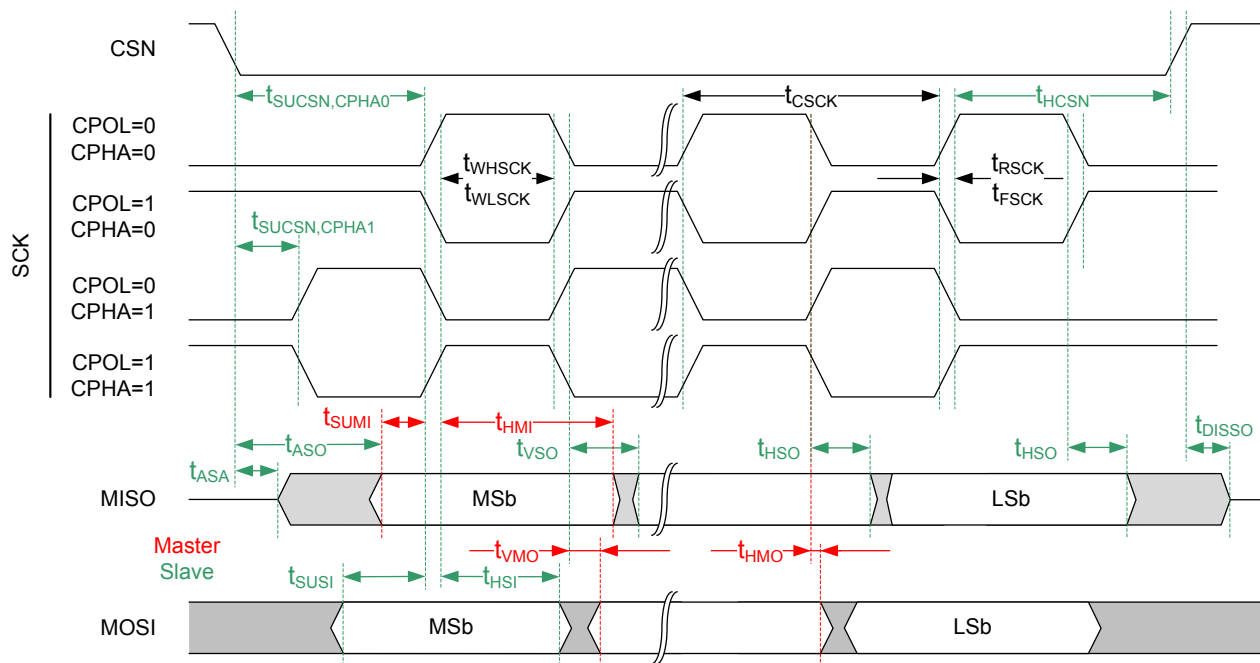 CSN
tSUCSN,CPHA0
tCSCK
tHCSN
SCK
CPOL=0
CPHA=0
tWHSCK
tWLSCK
tRSCK
tFSCK
CPOL=1
CPHA=0
tSUCSN,CPHA1
CPOL=0
CPHA=1
CPOL=1
CPHA=1
tSUMI
tHMI
tASO
tVSO
tHSO
tHSO
tDISSO
tASA
MISO
MSb
LSb
Master
Slave
tVMO
tHMO
tSUSI
tHSI
MOSI
MSb
LSb